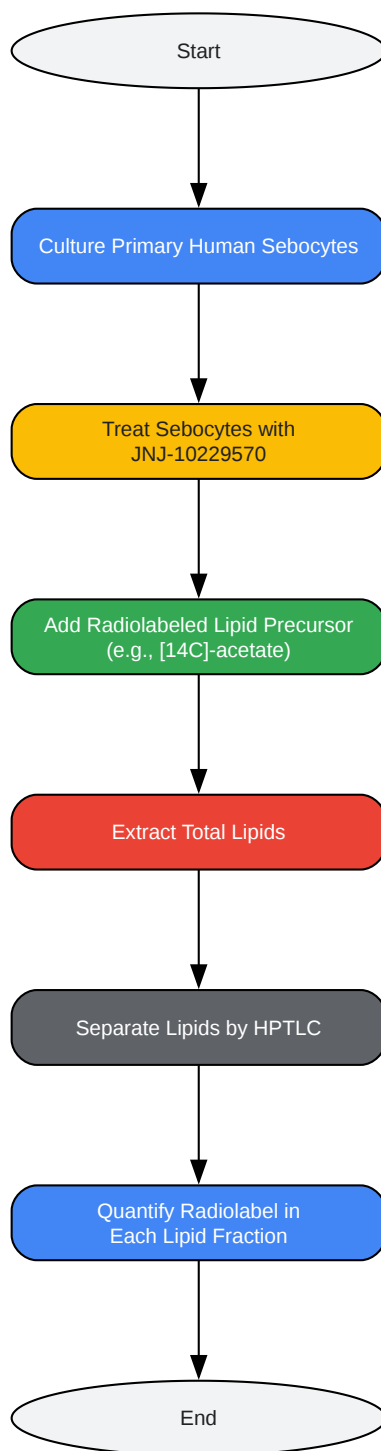 Start
Culture Primary Human Sebocytes
Treat Sebocytes with
JNJ-10229570
Add Radiolabeled Lipid Precursor
(e.g., [14C]-acetate)
Extract Total Lipids
Separate Lipids by HPTLC
Quantify Radiolabel in
Each Lipid Fraction
End